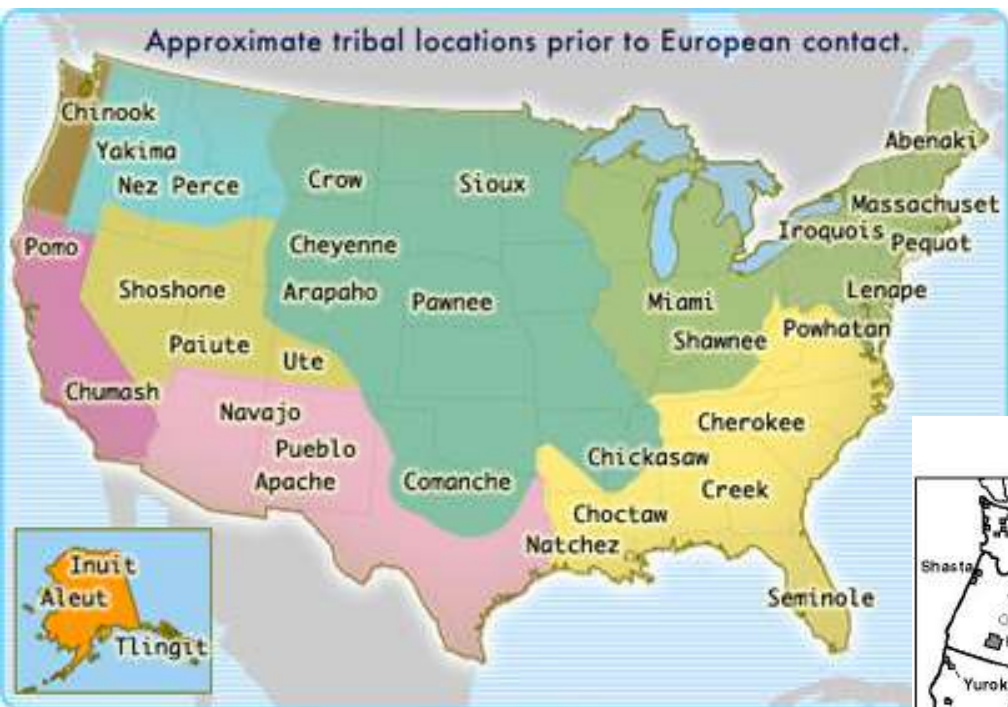 Approximate tribal locations prior to European contact.
Chinook
Yakima
Nez Perce
Crow
Sioux
Abenaki
Massachuset
Iroquois
Pequot
Pomo
Cheyenne
Shoshone
Arapaho
Pawnee
Miami
Lenape
Shawnee
Powhatan
Paiute
Ute
Chumash
Navajo
Cherokee
Pueblo
Chickasaw
Apache
Comanche
Creek
Choctaw
Natchez
Seminole
Inuit
Aleut
Tlingit
Shasta
Yurok